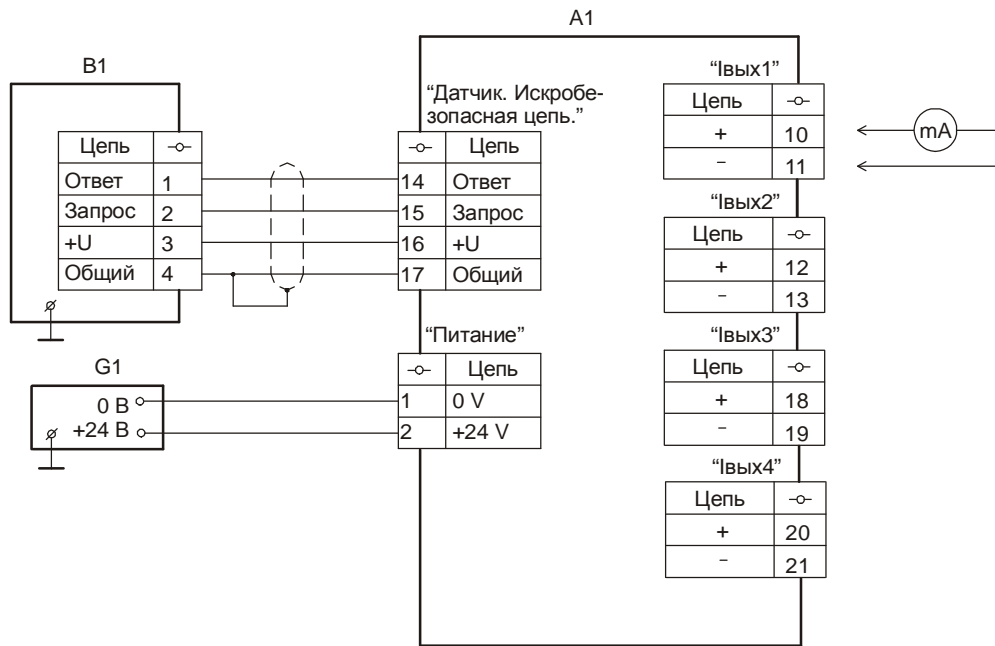 A1
B1
Цепь
Ответ 1
Запрос 2
+U 3
Общий 4
“Датчик. Искробе-
зопасная цепь.”
Цепь
14 Ответ
15 Запрос
16 +U
17 Общий
G1
0 В
+24 В
“Питание”
Цепь
1 0 V
2 +24 V
“Iвых1”
Цепь
+ 10
- 11
mA
“Iвых2”
Цепь
+ 12
- 13
“Iвых3”
Цепь
+ 18
- 19
“Iвых4”
Цепь
+ 20
- 21